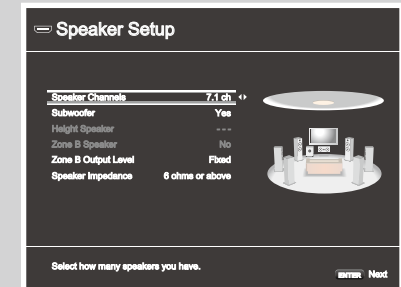 Speaker Setup
Speaker Channels 7.1 ch
Subwoofer Yes
Height Speaker ---
Zone B Speaker No
Zone B Output Level Fixed
Speaker Impedance 6 ohms or above
Select how many speakers you have.
ENTER Next